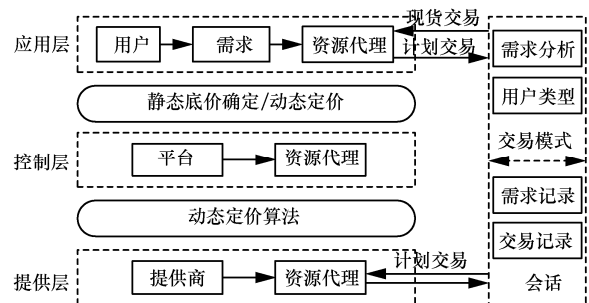 现货交易
应用层
用户
需求
资源代理
计划交易
需求分析
静态底价确定/动态定价
用户类型
交易模式
控制层
平台
资源代理
需求记录
动态定价算法
交易记录
计划交易
提供层
提供商
资源代理
会话